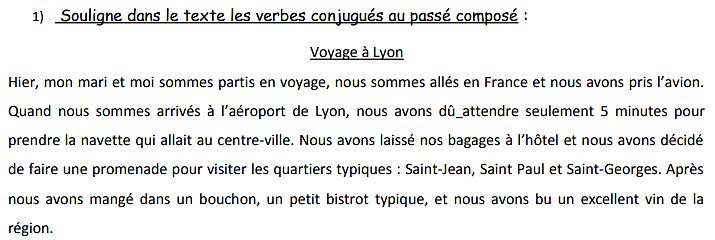 1) Souligne dans le texte les verbes conjugués au passé composé :
Voyage à Lyon
Hier, mon mari et moi sommes partis en voyage, nous sommes allés en France et nous avons pris l'avion.
Quand nous sommes arrivés à l'aéroport de Lyon, nous avons dû_attendre seulement 5 minutes pour
prendre la navette qui allait au centre-ville. Nous avons laissé nos bagages à l'hôtel et nous avons décidé
de faire une promenade pour visiter les quartiers typiques : Saint-Jean, Saint Paul et Saint-Georges. Après
nous avons mangé dans un bouchon, un petit bistrot typique, et nous avons bu un excellent vin de la
région.